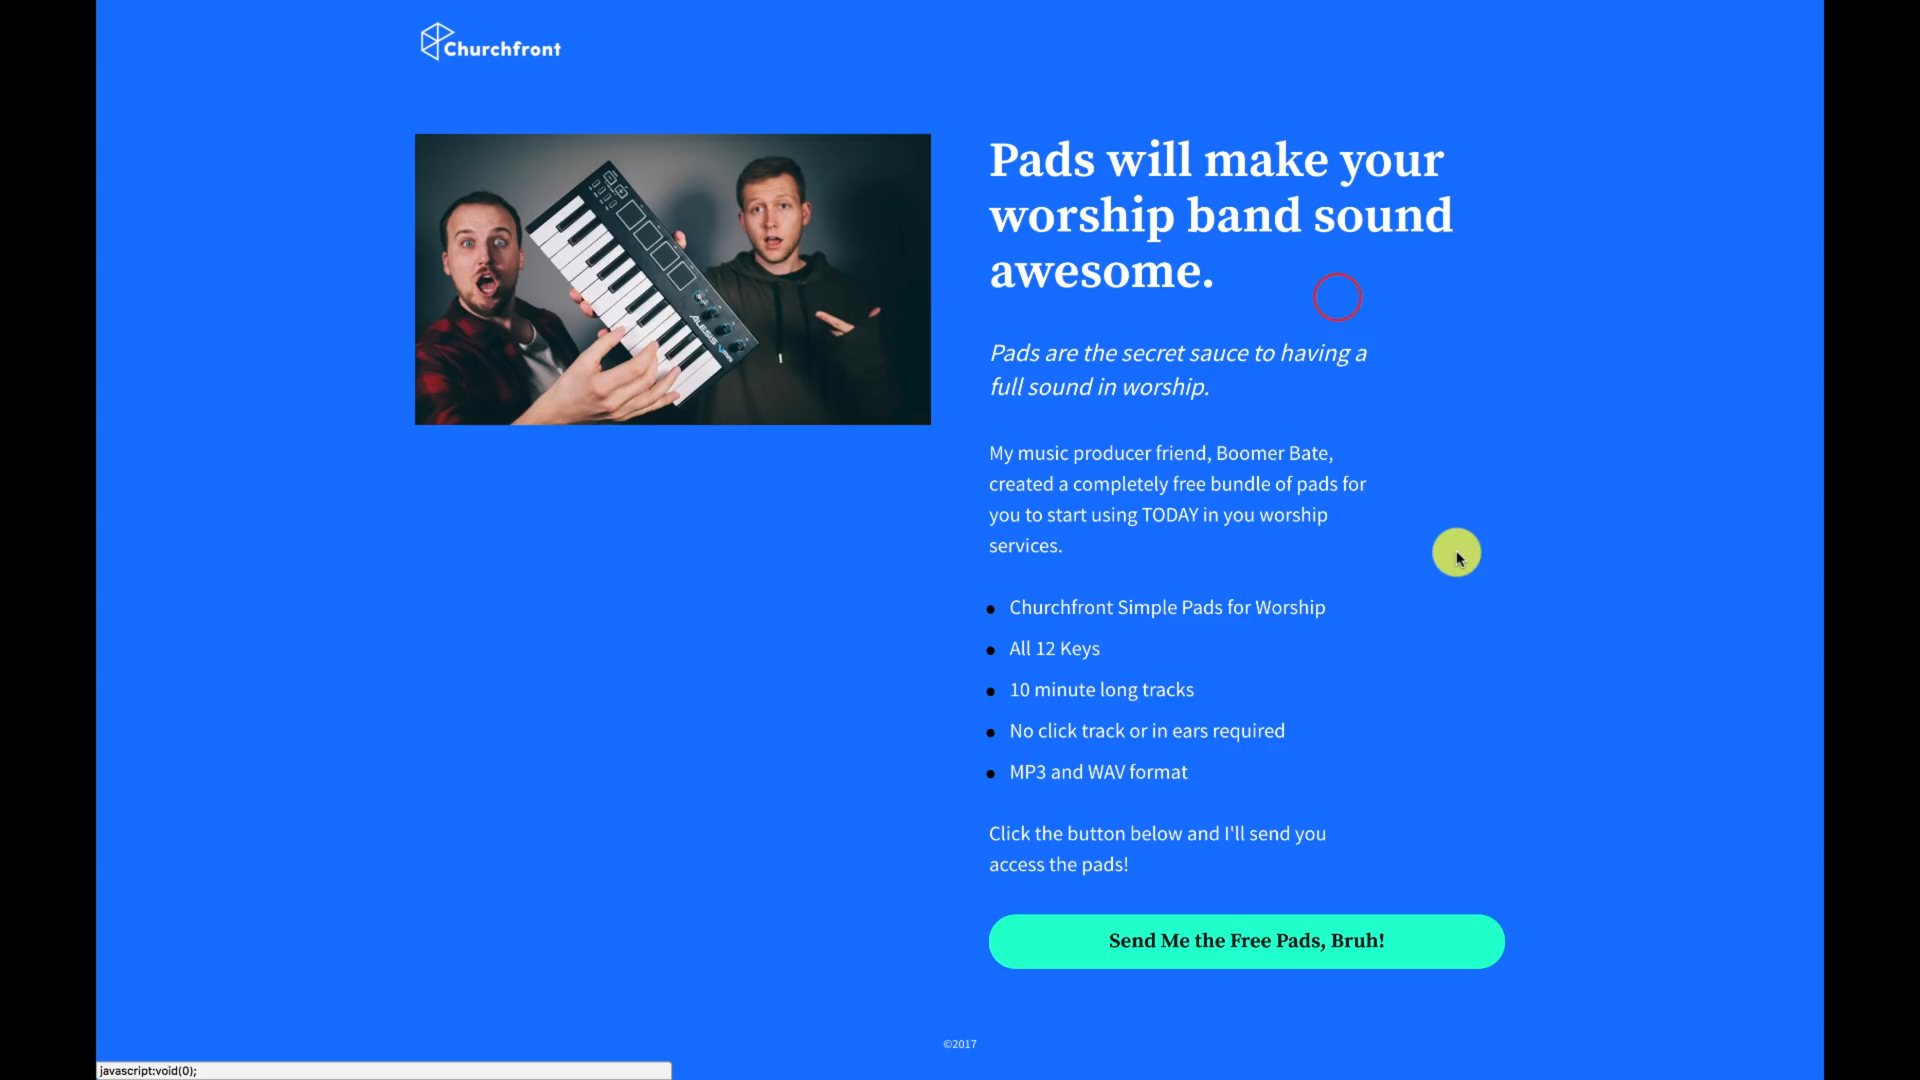 Churchfront
Pads will make your
worship band sound
awesome.
Pads are the secret sauce to having a
full sound in worship.
My music producer friend, Boomer Bate,
created a completely free bundle of pads for
you to start using TODAY in you worship
services.
Churchfront Simple Pads for Worship
All 12 Keys
10 minute long tracks
No click track or in ears required
MP3 and WAV format
Click the button below and I'll send you
access the pads!
Send Me the Free Pads, Bruh!
©2017
javascript:void(0);
ALESIS